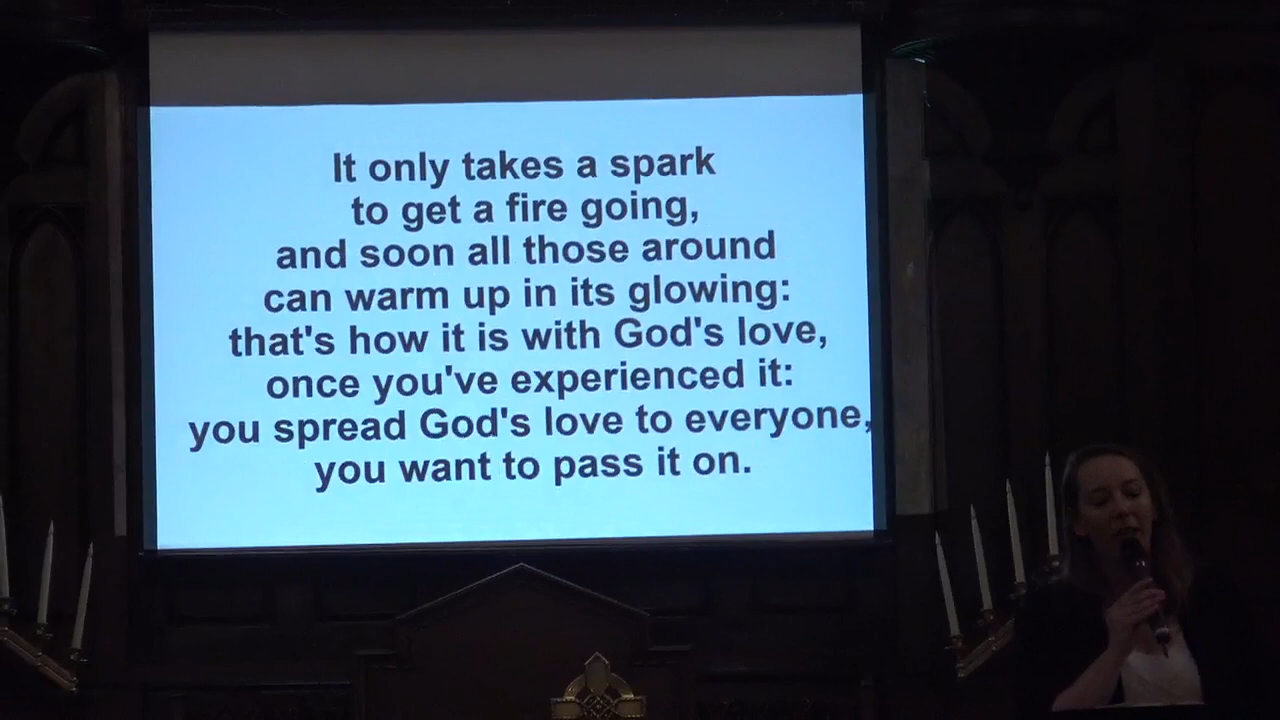 It only takes a spark
to get a fire going,
and soon all those around
can warm up in its glowing:
that's how it is with God's love,
once you've experienced it:
you spread God's love to everyone,
you want to pass it on.